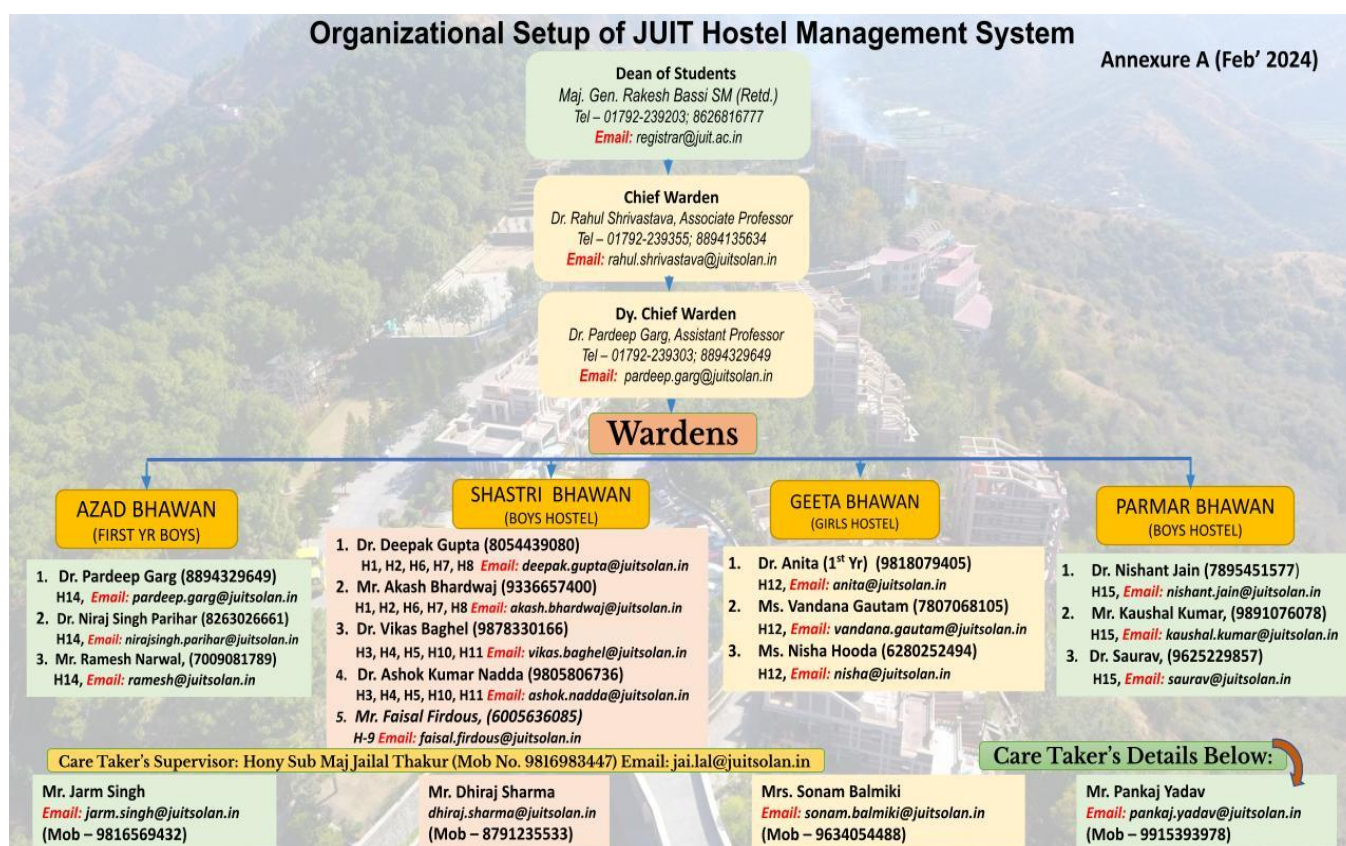 Organizational Setup of JUIT Hostel Management System
Annexure A (Feb’ 2024)
Dean of Students
Maj. Gen. Rakesh Bassi SM (Retd.)
Tel – 01792-239203; 8626816777
Email: registrar@juit.ac.in
Chief Warden
Dr. Rahul Shrivastava, Associate Professor
Tel – 01792-239355; 8894135634
Email: rahul.shrivastava@juitsolan.in
Dy. Chief Warden
Dr. Pardeep Garg, Assistant Professor
Tel – 01792-239303; 8894329649
Email: pardeep.garg@juitsolan.in
Wardens
AZAD BHAWAN
(FIRST YR BOYS)
1. Dr. Pardeep Garg (8894329649)
H14, Email: pardeep.garg@juitsolan.in
2. Dr. Niraj Singh Parihar (8263026661)
H14, Email: nirajsingh.parihar@juitsolan.in
3. Mr. Ramesh Narwal, (7009081789)
H14, Email: ramesh@juitsolan.in
SHASTRI BHAWAN
(BOYS HOSTEL)
1. Dr. Deepak Gupta (8054439080)
H1, H2, H6, H7, H8 Email: deepak.gupta@juitsolan.in
2. Mr. Akash Bhardwaj (9336657400)
H1, H2, H6, H7, H8 Email: akash.bhardwaj@juitsolan.in
3. Dr. Vikas Baghel (9878330166)
H3, H4, H5, H10, H11 Email: vikas.baghel@juitsolan.in
4. Dr. Ashok Kumar Nadda (9805806736)
H3, H4, H5, H10, H11 Email: ashok.nadda@juitsolan.in
5. Mr. Faisal Firdous, (6005636085)
H-9 Email: faisal.firdous@juitsolan.in
GEETA BHAWAN
(GIRLS HOSTEL)
1. Dr. Anita (1st Yr) (9818079405)
H12, Email: anita@juitsolan.in
2. Ms. Vandana Gautam (7807068105)
H12, Email: vandana.gautam@juitsolan.in
3. Ms. Nisha Hooda (6280252494)
H12, Email: nisha@juitsolan.in
PARMAR BHAWAN
(BOYS HOSTEL)
1. Dr. Nishant Jain (7895451577)
H15, Email: nishant.jain@juitsolan.in
2. Mr. Kaushal Kumar, (9891076078)
H15, Email: kaushal.kumar@juitsolan.in
3. Dr. Saurav, (9625229857)
H15, Email: saurav@juitsolan.in
Care Taker’s Supervisor: Hony Sub Maj Jailal Thakur (Mob No. 9816983447) Email: jai.lal@juitsolan.in
Care Taker’s Details Below:
Mr. Jarm Singh
Email: jarm.singh@juitsolan.in
(Mob – 9816569432)
Mr. Dhiraj Sharma
dhiraj.sharma@juitsolan.in
(Mob – 8791235533)
Mrs. Sonam Balmiki
Email: sonam.balmiki@juitsolan.in
(Mob – 9634054488)
Mr. Pankaj Yadav
Email: pankaj.yadav@juitsolan.in
(Mob – 9915393978)